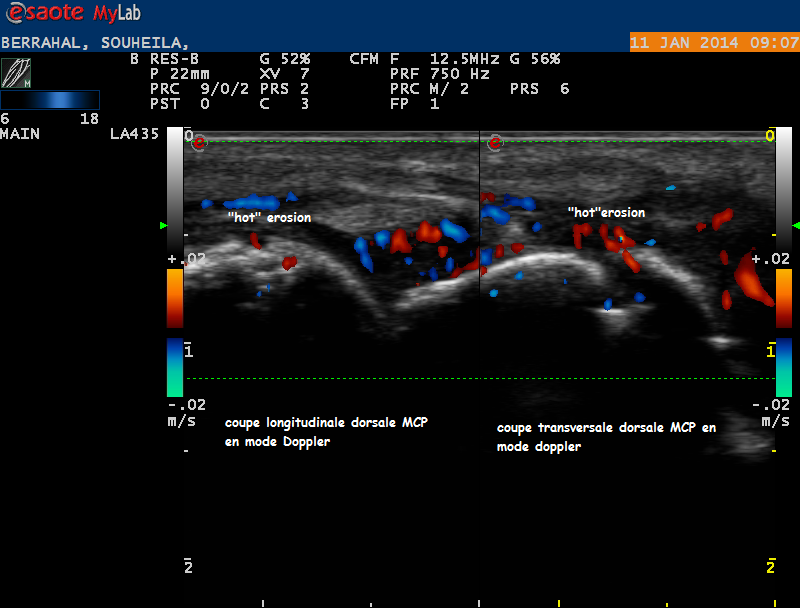 esaote MyLab
BERRAHAL, SOUHEILA,
11 JAN 2014 09:07
B RES-B G 52% CFM F 12.5MHz G 56%
P 22mm XV 7 PRF 750 Hz
PRC 9/0/2 PRS 2 PRC M/ 2 PRS 6
PST 0 C 3 FP 1
M
6 18
MAIN LA435
0 e e 0
"hot" erosion
"hot"erosion
+.02 +.02
1 1
-.02 -.02
m/s m/s
coupe longitudinale dorsale MCP
en mode Doppler
coupe transversale dorsale MCP en
mode doppler
2 2